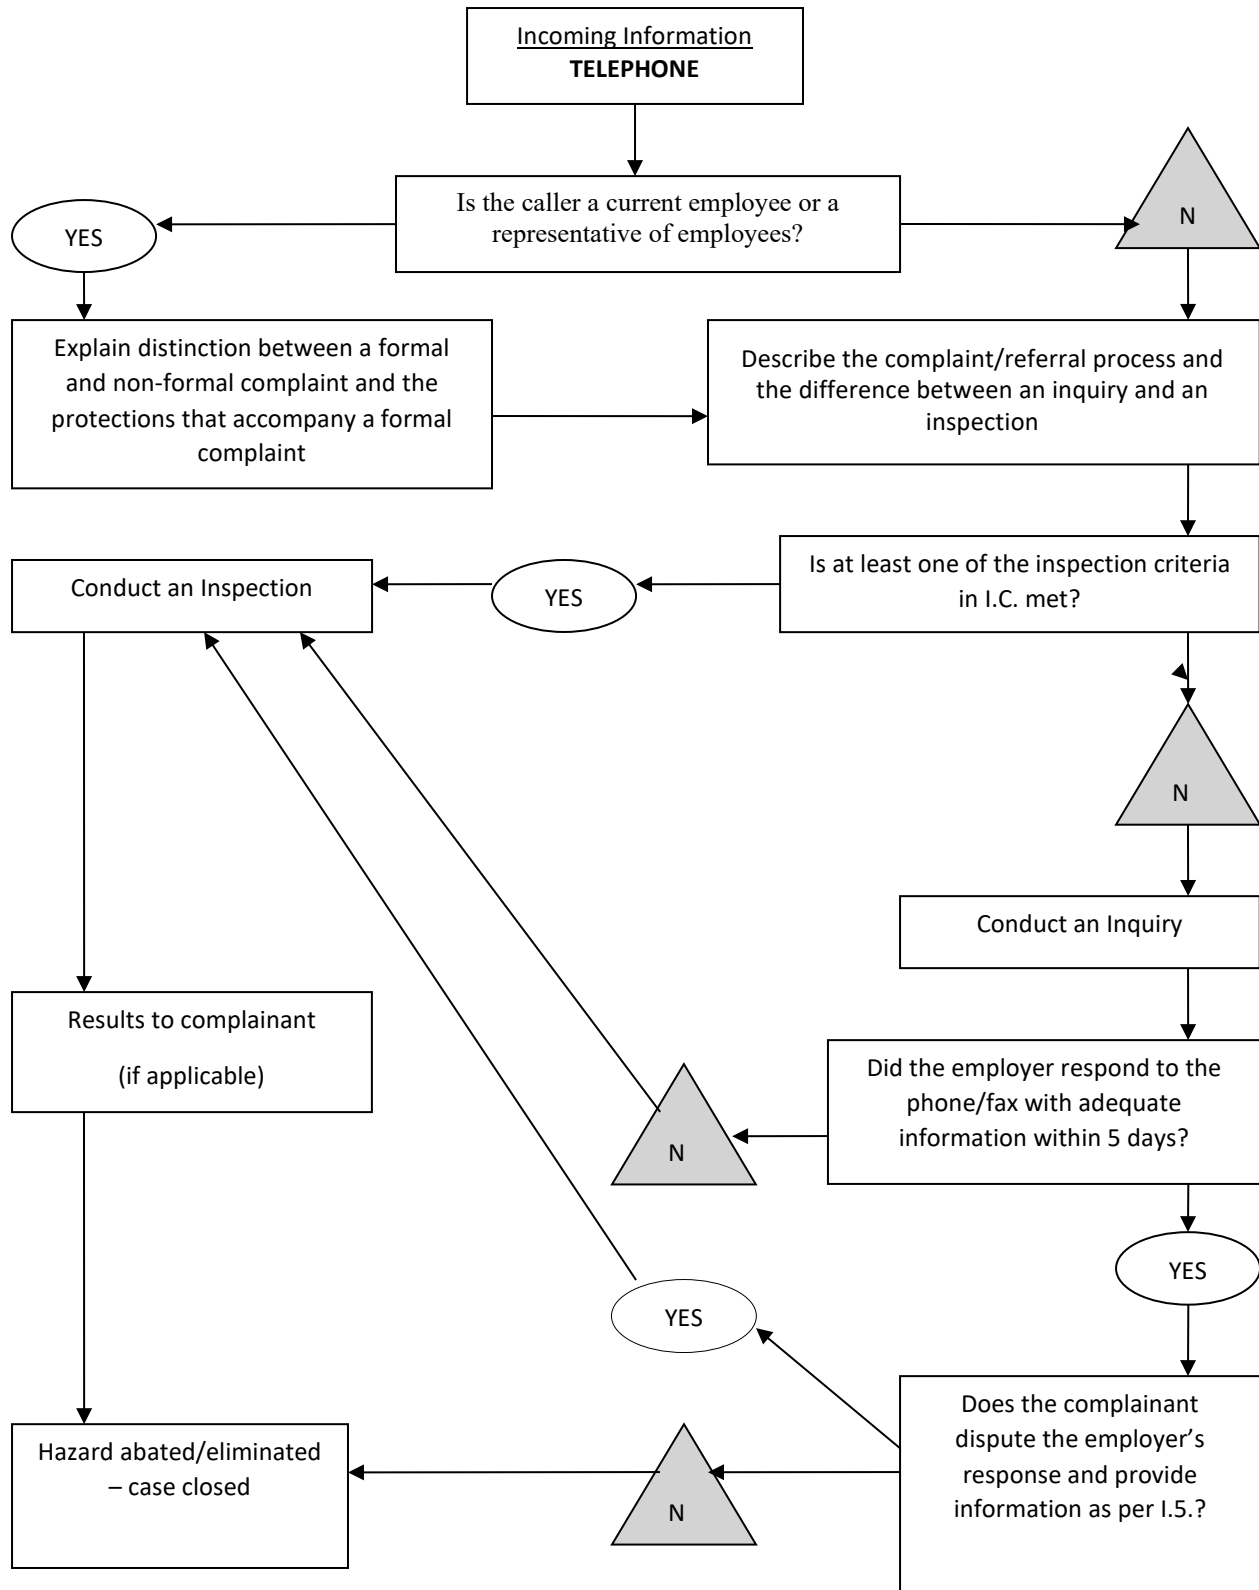 Incoming Information
TELEPHONE
Is the caller a current employee or a
representative of employees?
YES
N
Explain distinction between a formal
and non-formal complaint and the
protections that accompany a formal
complaint
Describe the complaint/referral process and
the difference between an inquiry and an
inspection
Conduct an Inspection
YES
Is at least one of the inspection criteria
in I.C. met?
N
Conduct an Inquiry
Results to complainant
(if applicable)
Did the employer respond to the
phone/fax with adequate
information within 5 days?
N
YES
YES
Does the complainant
dispute the employer’s
response and provide
information as per I.5.?
Hazard abated/eliminated
– case closed
N